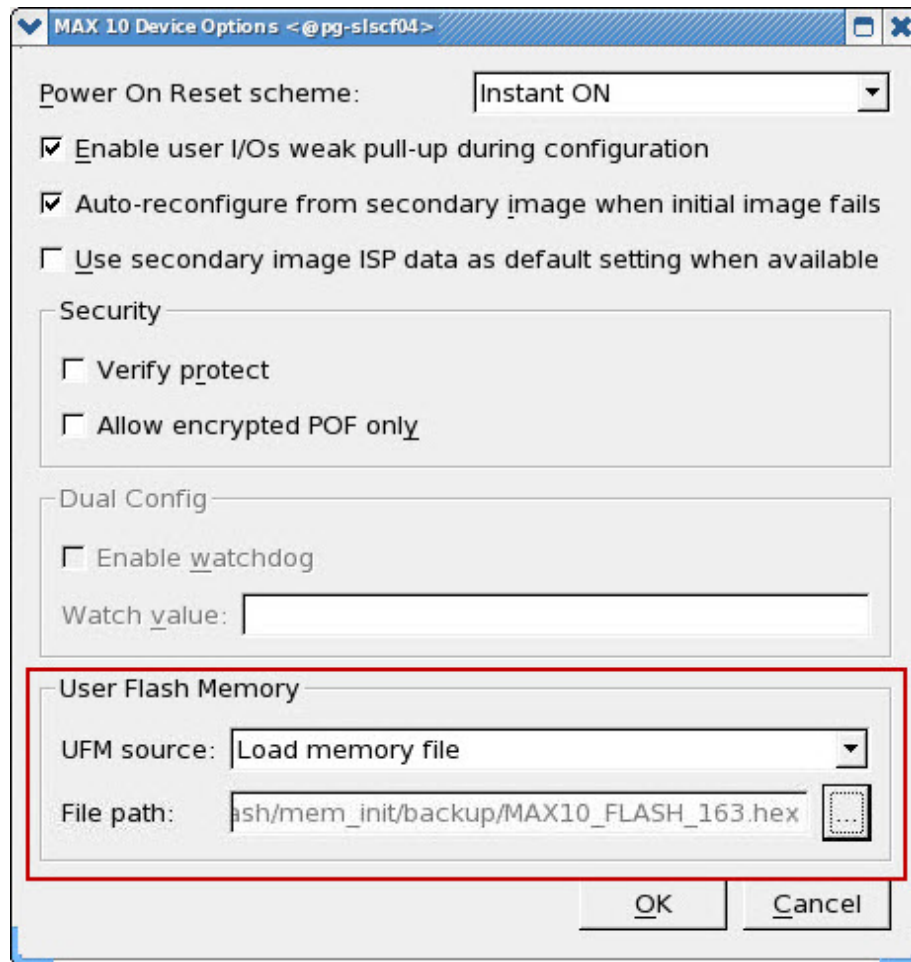 MAX 10 Device Options <@pg-slscf04>
Power On Reset scheme: Instant ON
Enable user I/Os weak pull-up during configuration
Auto-reconfigure from secondary image when initial image fails
Use secondary image ISP data as default setting when available
Security
Verify protect
Allow encrypted POF only
Dual Config
Enable watchdog
Watch value:
User Flash Memory
UFM source: Load memory file
File path: ash/mem_init/backup/MAX10_FLASH_163.hex ...
OK Cancel